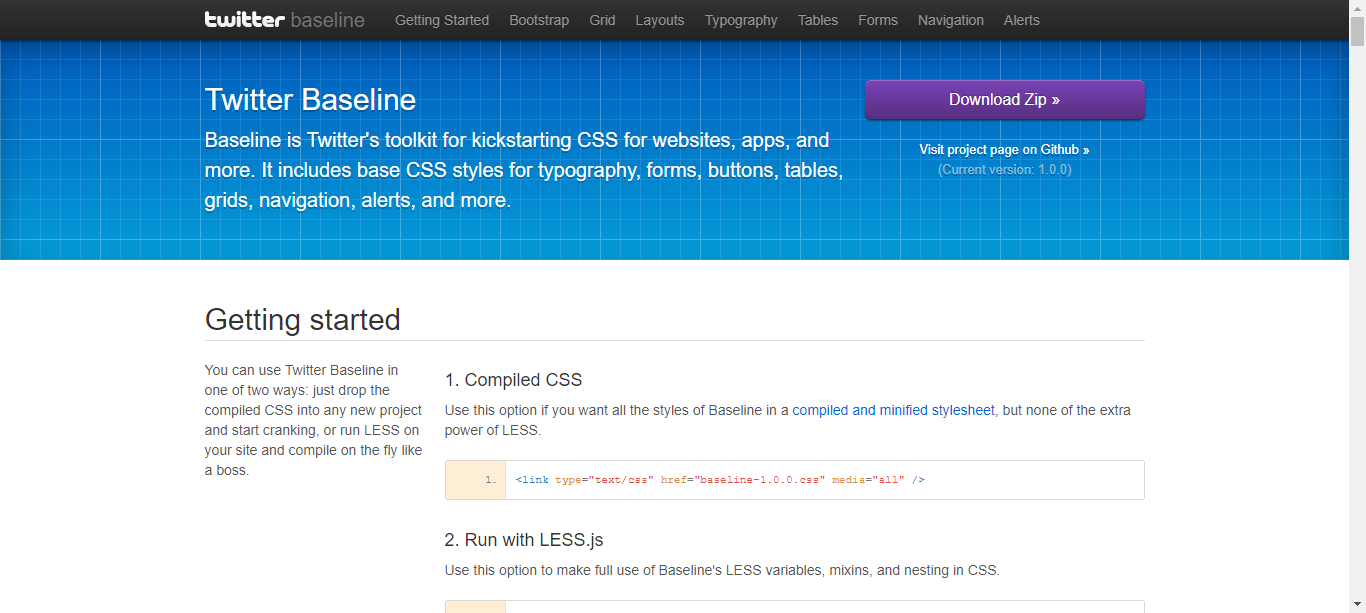 twitter baseline Getting Started Bootstrap Grid Layouts Typography Tables Forms Navigation Alerts
Twitter Baseline
Baseline is Twitter's toolkit for kickstarting CSS for websites, apps, and
more. It includes base CSS styles for typography, forms, buttons, tables,
grids, navigation, alerts, and more.
Download Zip »
Visit project page on Github »
(Current version: 1.0.0)
Getting started
You can use Twitter Baseline in
one of two ways: just drop the
compiled CSS into any new project
and start cranking, or run LESS on
your site and compile on the fly like
a boss.
1. Compiled CSS
Use this option if you want all the styles of Baseline in a compiled and minified stylesheet, but none of the extra
power of LESS.
1. <link type="text/css" href="baseline-1.0.0.css" media="all" />
2. Run with LESS.js
Use this option to make full use of Baseline's LESS variables, mixins, and nesting in CSS.